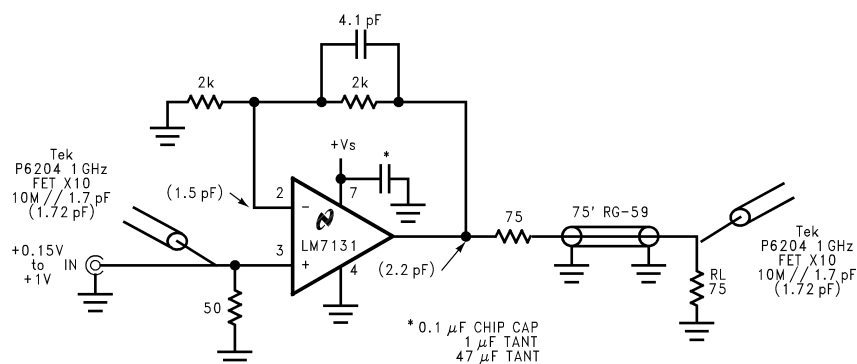 4.1 pF
2k
2k
+Vs
*
Tek
P6204 1 GHz
FET X10
10M // 1.7 pF
(1.72 pF)
(1.5 pF)
2
7
-
LM7131
3
+
4
+0.15V
to
+1V
IN
50
(2.2 pF)
75
75' RG-59
Tek
P6204 1 GHz
FET X10
10M // 1.7 pF
(1.72 pF)
RL
75
* 0.1 μF CHIP CAP
1 μF TANT
47 μF TANT